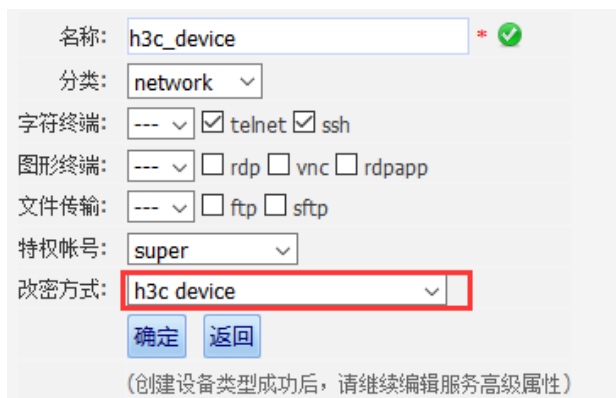 名称: h3c_device *
分类: network
字符终端: --- telnet ssh
图形终端: --- rdp vnc rdpapp
文件传输: --- ftp sftp
特权帐号: super
改密方式: h3c device
确定 返回
(创建设备类型成功后，请继续编辑服务高级属性)